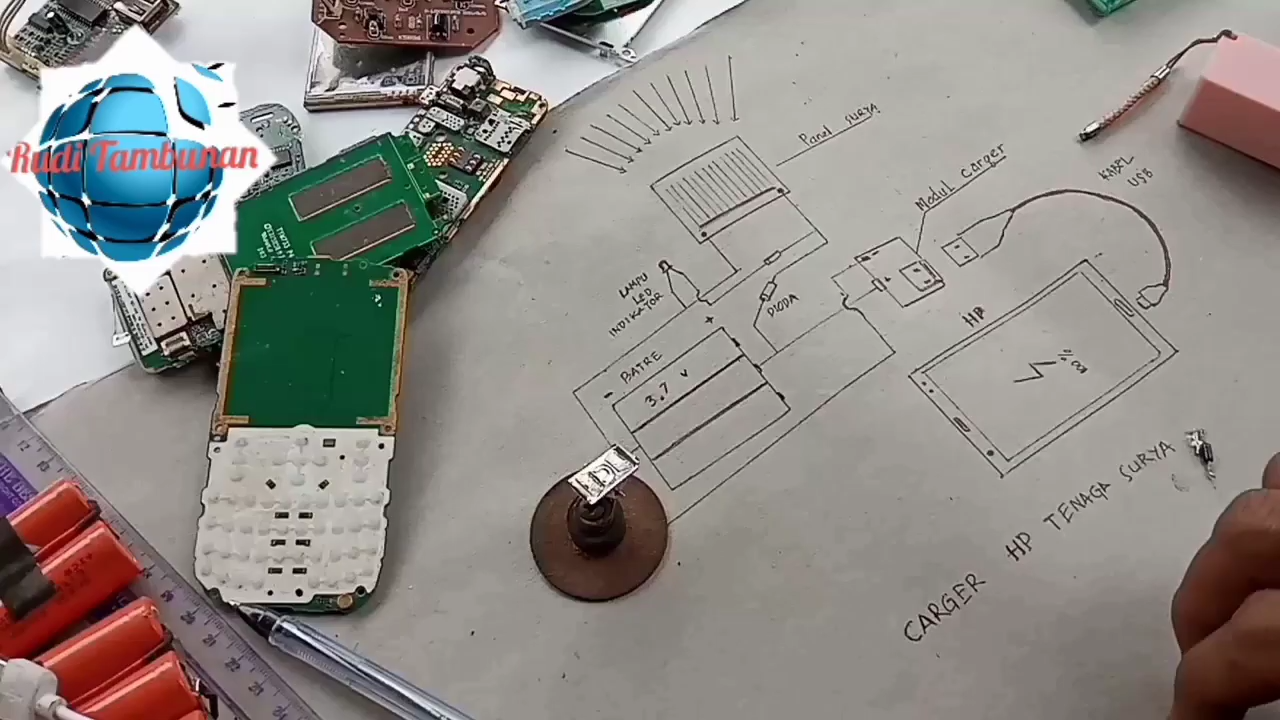 Rudi Tambunan
Panel SURYA
Modul Carger
KABEL
USB
LAMPU
LED
INDIKATOR
DIODA
HP
+
-
BATRE
3.7 V
80%
CARGER HP TENAGA SURYA